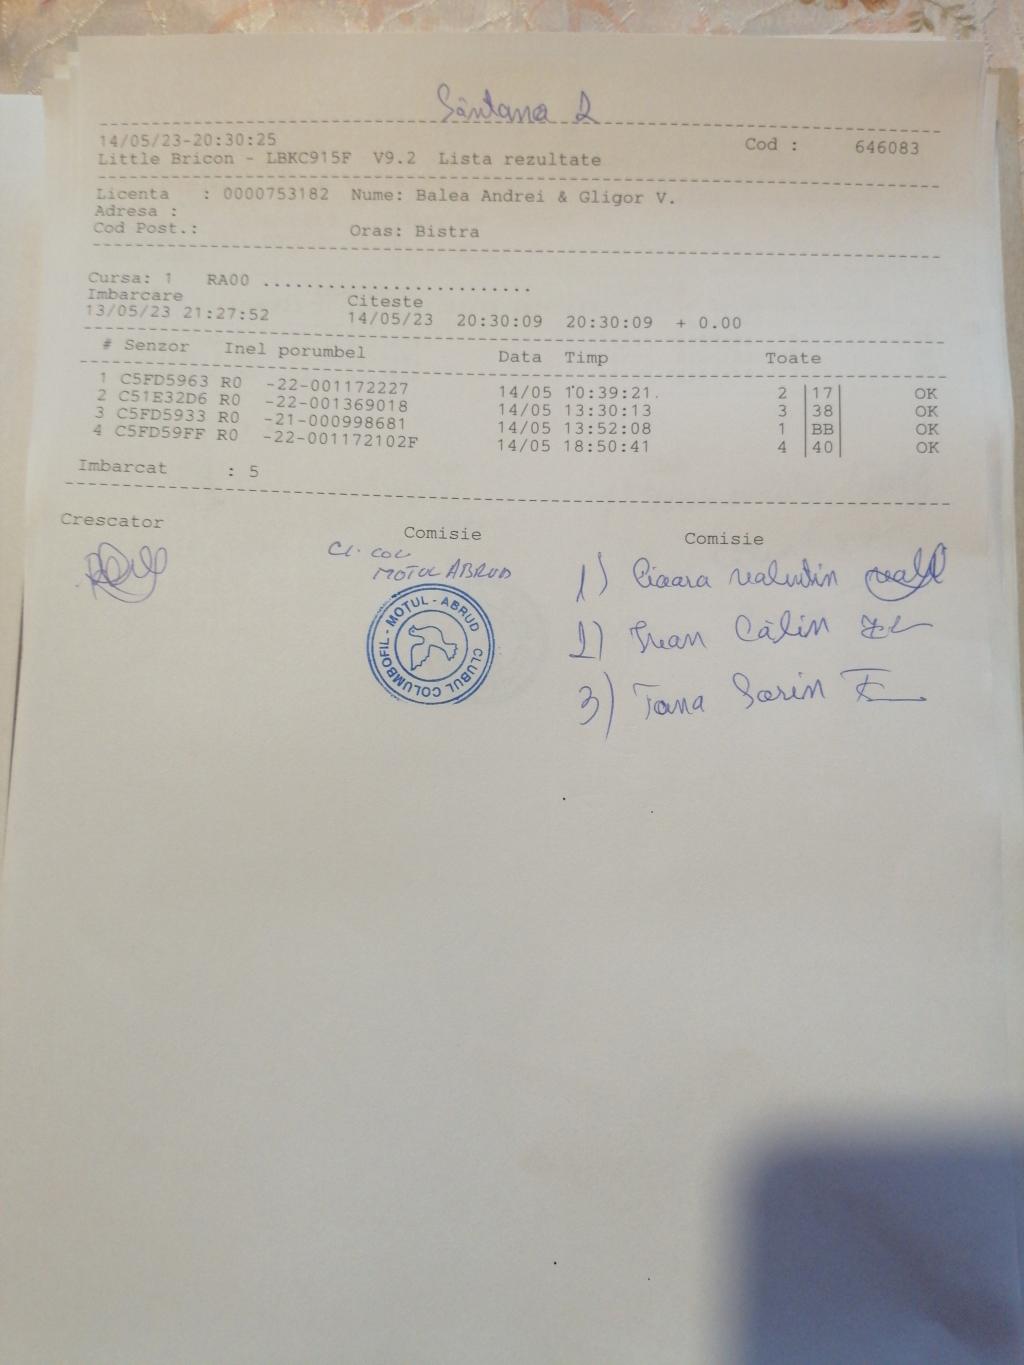 Sântana 2
14/05/23-20:30:25 Cod : 646083
Little Bricon - LBKC915F V9.2 Lista rezultate
Licenta : 0000753182 Nume: Balea Andrei & Gligor V.
Adresa :
Cod Post.: Oras: Bistra
Cursa: 1 RA00 .........................
Imbarcare Citeste
13/05/23 21:27:52 14/05/23 20:30:09 20:30:09 + 0.00
# Senzor Inel porumbel Data Timp Toate
1 C5FD5963 R0 -22-001172227 14/05 10:39:21. 2 |17| OK
2 C51E32D6 R0 -22-001369018 14/05 13:30:13 3 |38| OK
3 C5FD5933 R0 -21-000998681 14/05 13:52:08 1 |BB| OK
4 C5FD59FF R0 -22-001172102F 14/05 18:50:41 4 |40| OK
Imbarcat : 5
Crescator Comisie Comisie
Cl. COL
MOTUL ABRUD
CLUBUL COLUMBOFIL - MOTUL - ABRUD
1) Valentin
2) Călin
3) Sorin